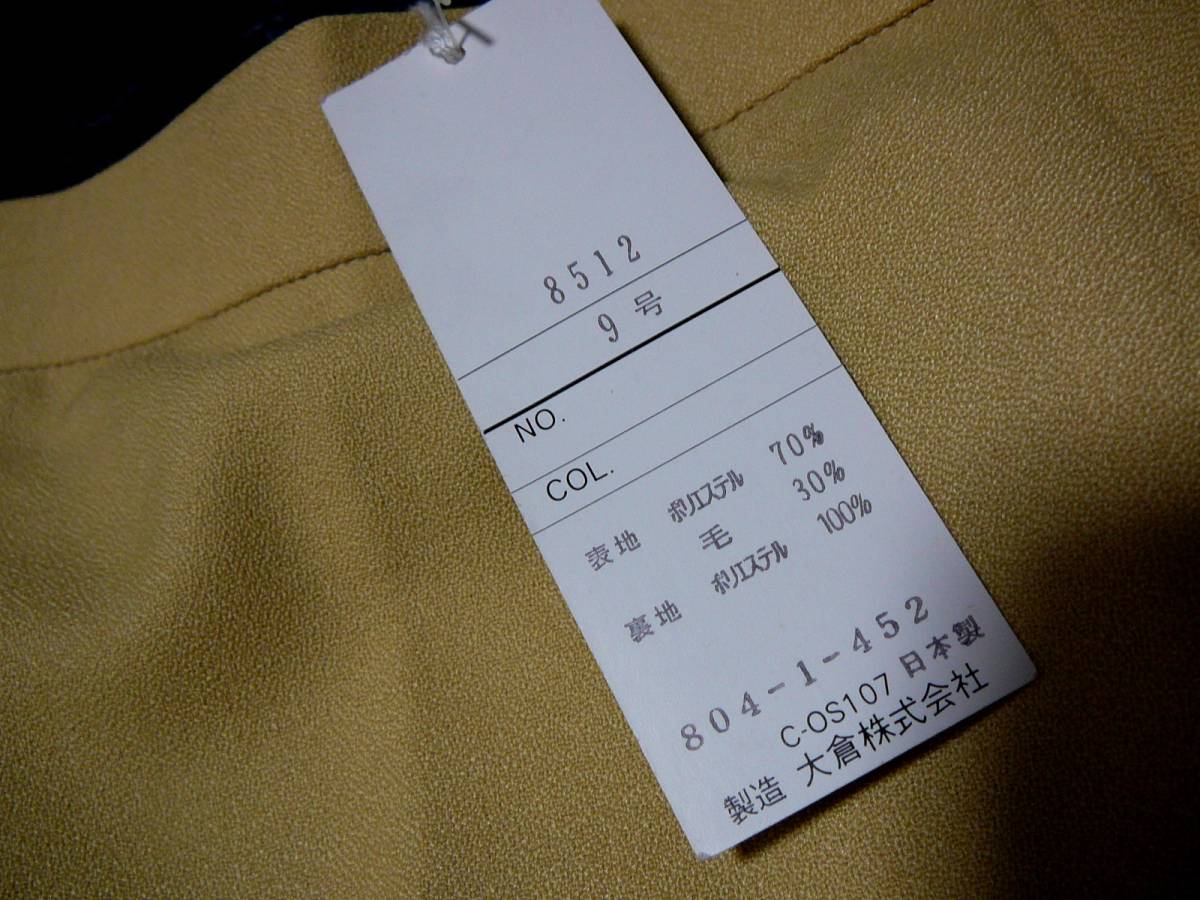 8512
9号
NO.
COL.
表地 ポリエステル 70%
毛 30%
裏地 ポリエステル 100%
804-1-452
C-OS107 日本製
製造 大倉株式会社